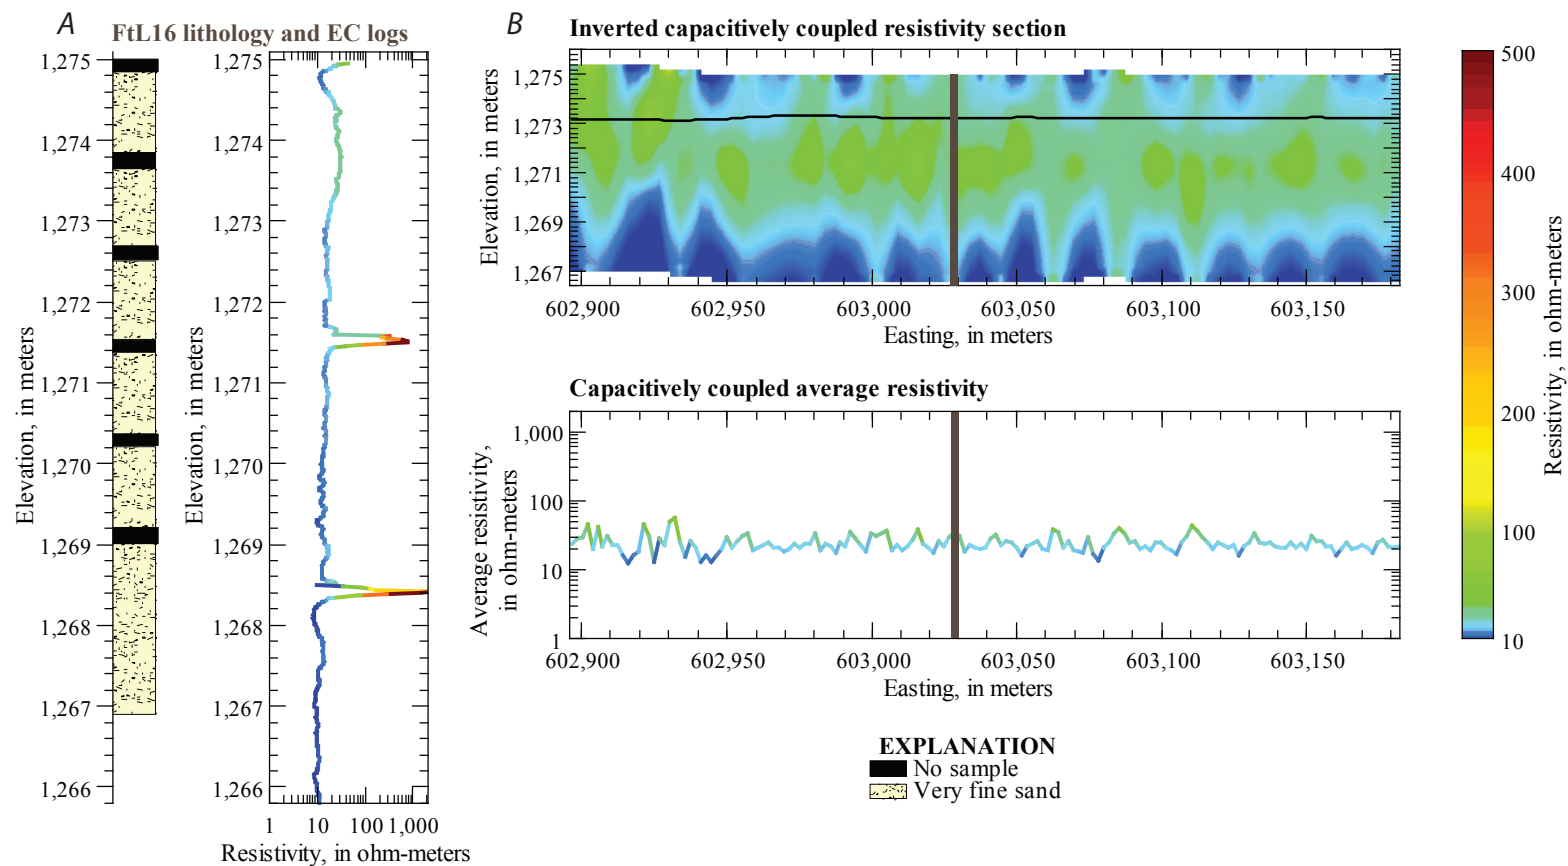 A
FtL16 lithology and EC logs
Elevation, in meters
1,275
1,274
1,273
1,272
1,271
1,270
1,269
1,268
1,267
1,266
Elevation, in meters
1,275
1,274
1,273
1,272
1,271
1,270
1,269
1,268
1,267
1,266
1 10 100 1,000
Resistivity, in ohm-meters
B
Inverted capacitively coupled resistivity section
Elevation, in meters
1,275
1,273
1,271
1,269
1,267
602,900 602,950 603,000 603,050 603,100 603,150
Easting, in meters
Capacitively coupled average resistivity
Average resistivity,
in ohm-meters
1,000
100
10
1
602,900 602,950 603,000 603,050 603,100 603,150
Easting, in meters
EXPLANATION
No sample
Very fine sand
500
400
300
200
100
10
Resistivity, in ohm-meters